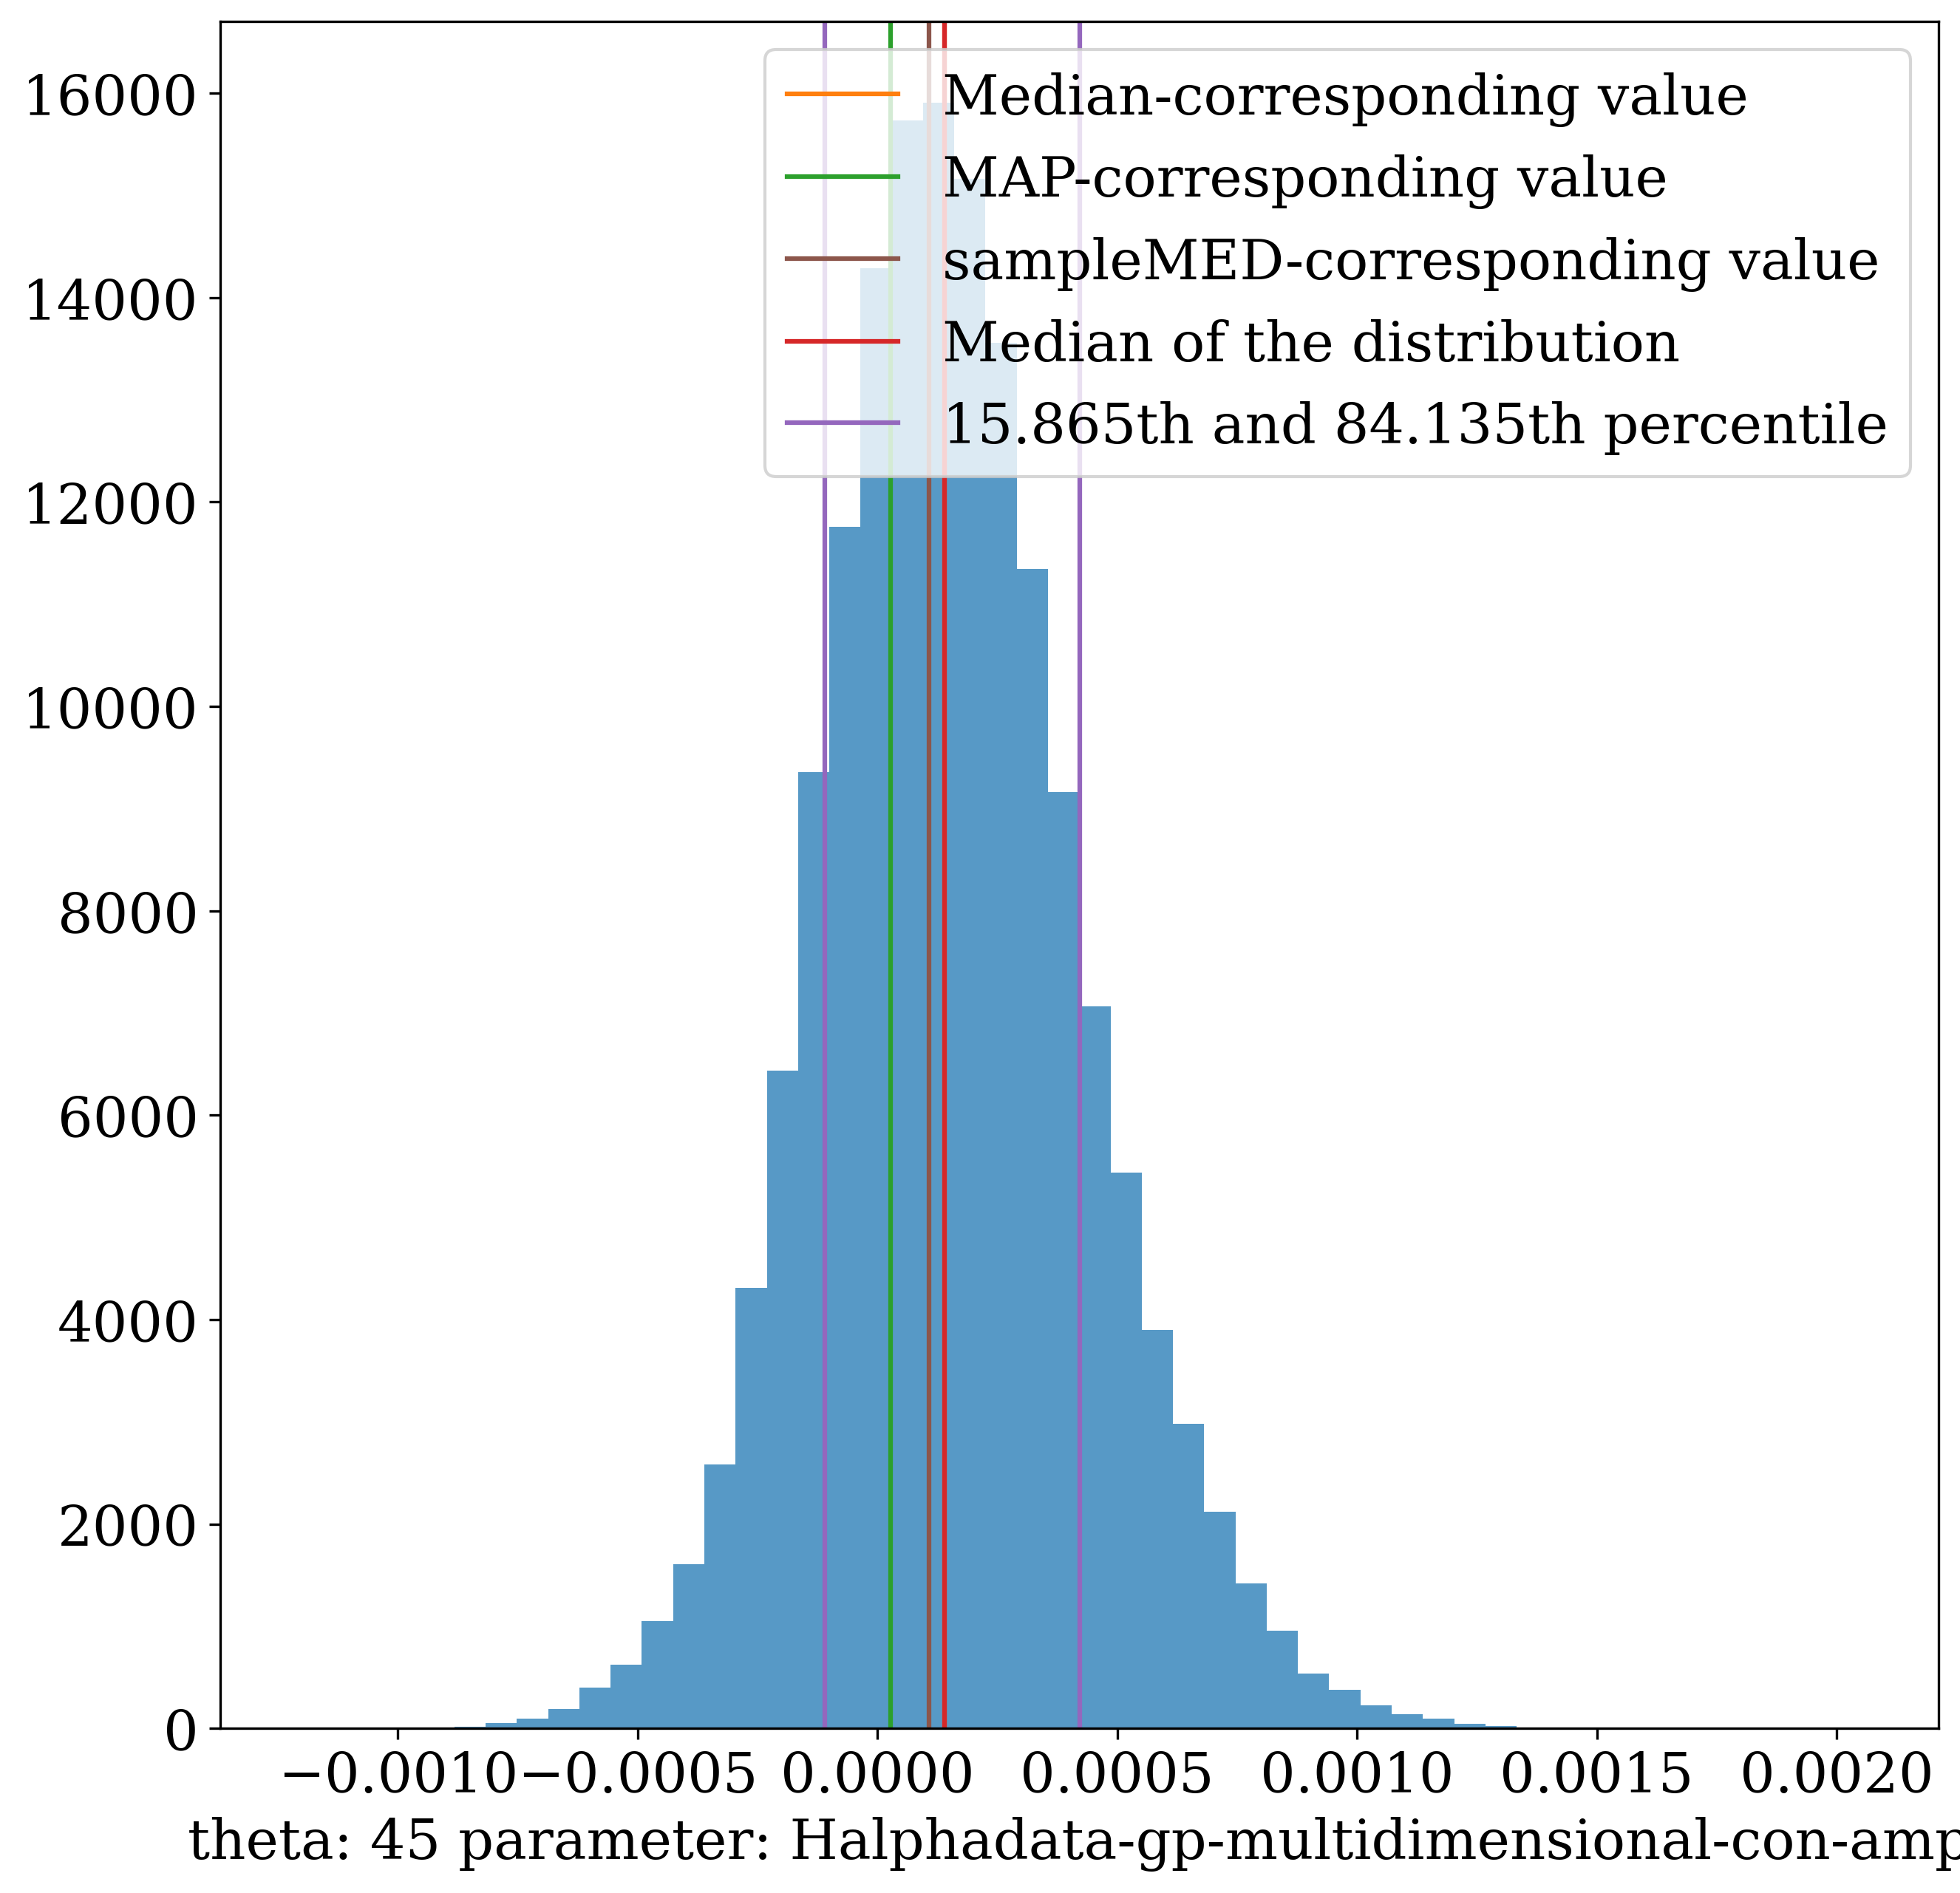 16000
14000
12000
10000
8000
6000
4000
2000
0
Median-corresponding value
MAP-corresponding value
sampleMED-corresponding value
Median of the distribution
15.865th and 84.135th percentile
−0.0010 −0.0005 0.0000 0.0005 0.0010 0.0015 0.0020
theta: 45 parameter: Halphadata-gp-multidimensional-con-amp